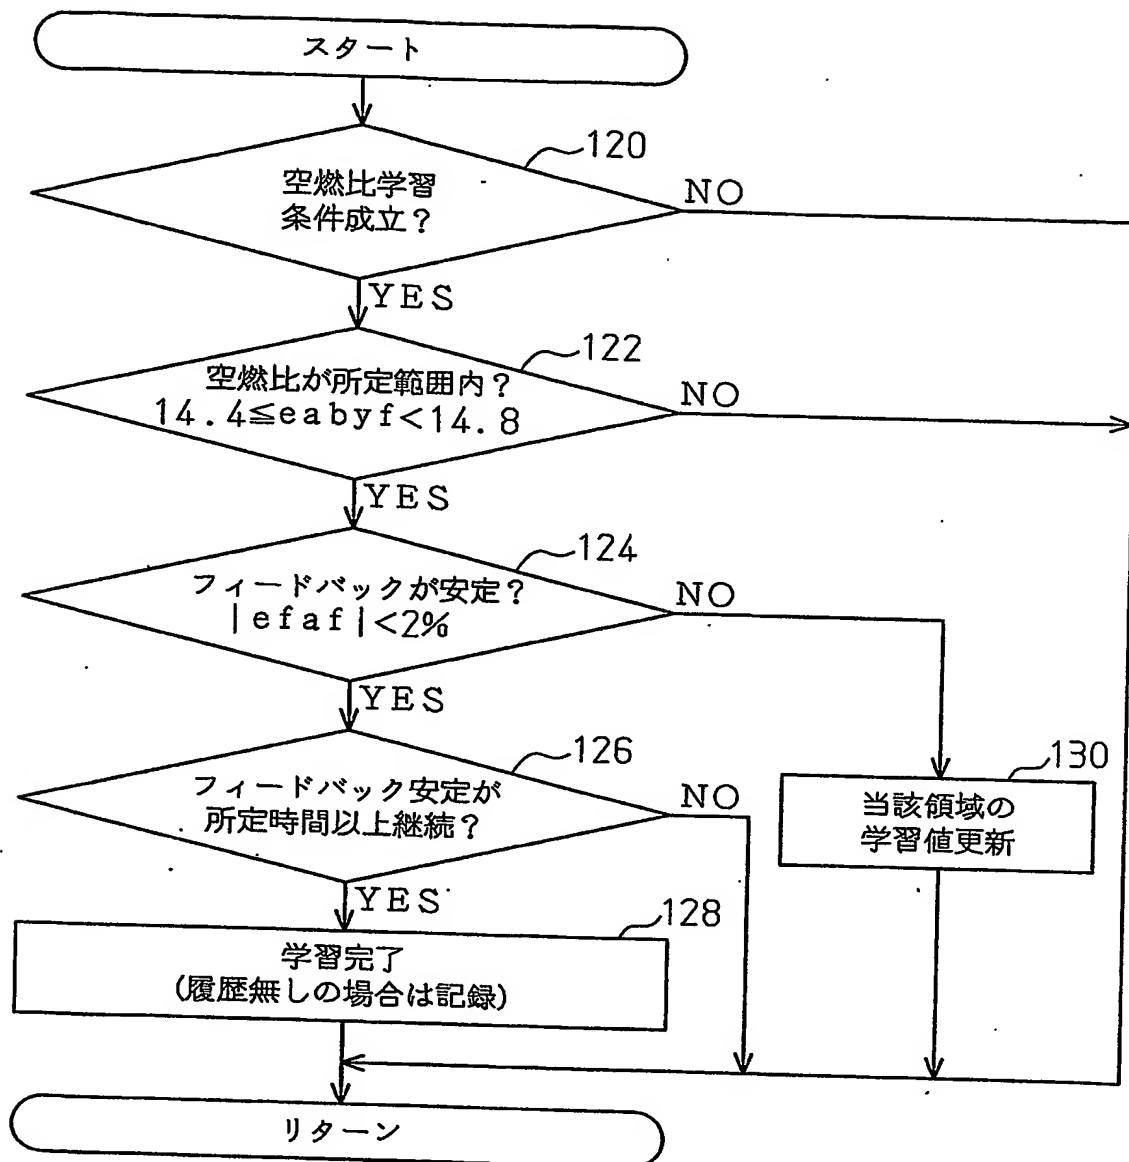 スタート
120
空燃比学習
条件成立？
NO
YES
122
空燃比が所定範囲内？
14.4≦eabyf<14.8
NO
YES
124
フィードバックが安定？
|efaf|<2%
NO
YES
126
フィードバック安定が
所定時間以上継続？
NO
130
当該領域の
学習値更新
YES
128
学習完了
(履歴無しの場合は記録)
リターン